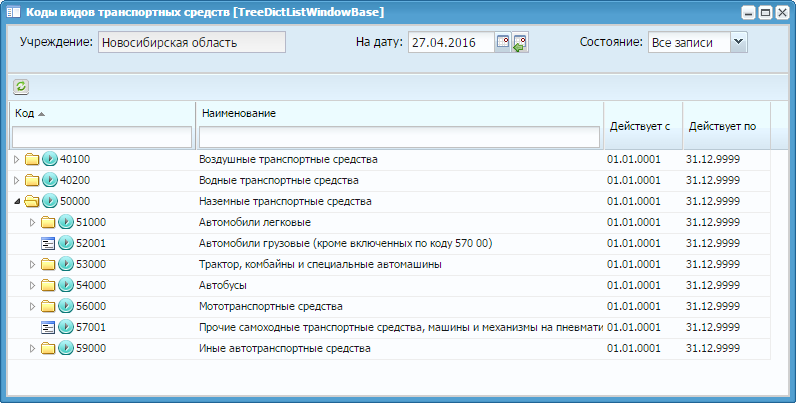 Коды видов транспортных средств [TreeDictListWindowBase]
Учреждение: Новосибирская область На дату: 27.04.2016 Состояние: Все записи
Код Наименование Действует с Действует по
40100 Воздушные транспортные средства 01.01.0001 31.12.9999
40200 Водные транспортные средства 01.01.0001 31.12.9999
50000 Наземные транспортные средства 01.01.0001 31.12.9999
51000 Автомобили легковые 01.01.0001 31.12.9999
52001 Автомобили грузовые (кроме включенных по коду 570 00) 01.01.0001 31.12.9999
53000 Трактор, комбайны и специальные автомашины 01.01.0001 31.12.9999
54000 Автобусы 01.01.0001 31.12.9999
56000 Мототранспортные средства 01.01.0001 31.12.9999
57001 Прочие самоходные транспортные средства, машины и механизмы на пневмати 01.01.0001 31.12.9999
59000 Иные автотранспортные средства 01.01.0001 31.12.9999